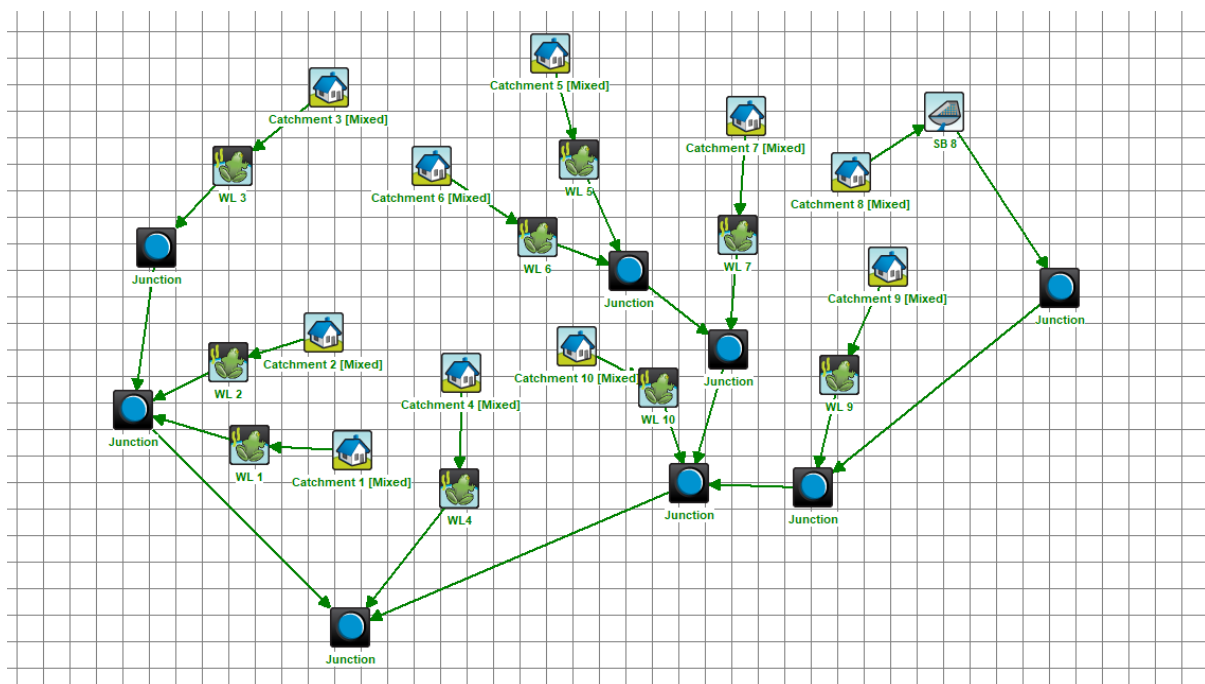 Catchment 5 [Mixed]
Catchment 3 [Mixed]
Catchment 7 [Mixed]
SB 8
WL 3
Catchment 6 [Mixed]
WL 5
Catchment 8 [Mixed]
WL 6
WL 7
Junction
Junction
Catchment 9 [Mixed]
Junction
Catchment 2 [Mixed]
Catchment 10 [Mixed]
Junction
WL 2
Catchment 4 [Mixed]
WL 10
WL 9
Junction
WL 1
Catchment 1 [Mixed]
WL4
Junction
Junction
Junction